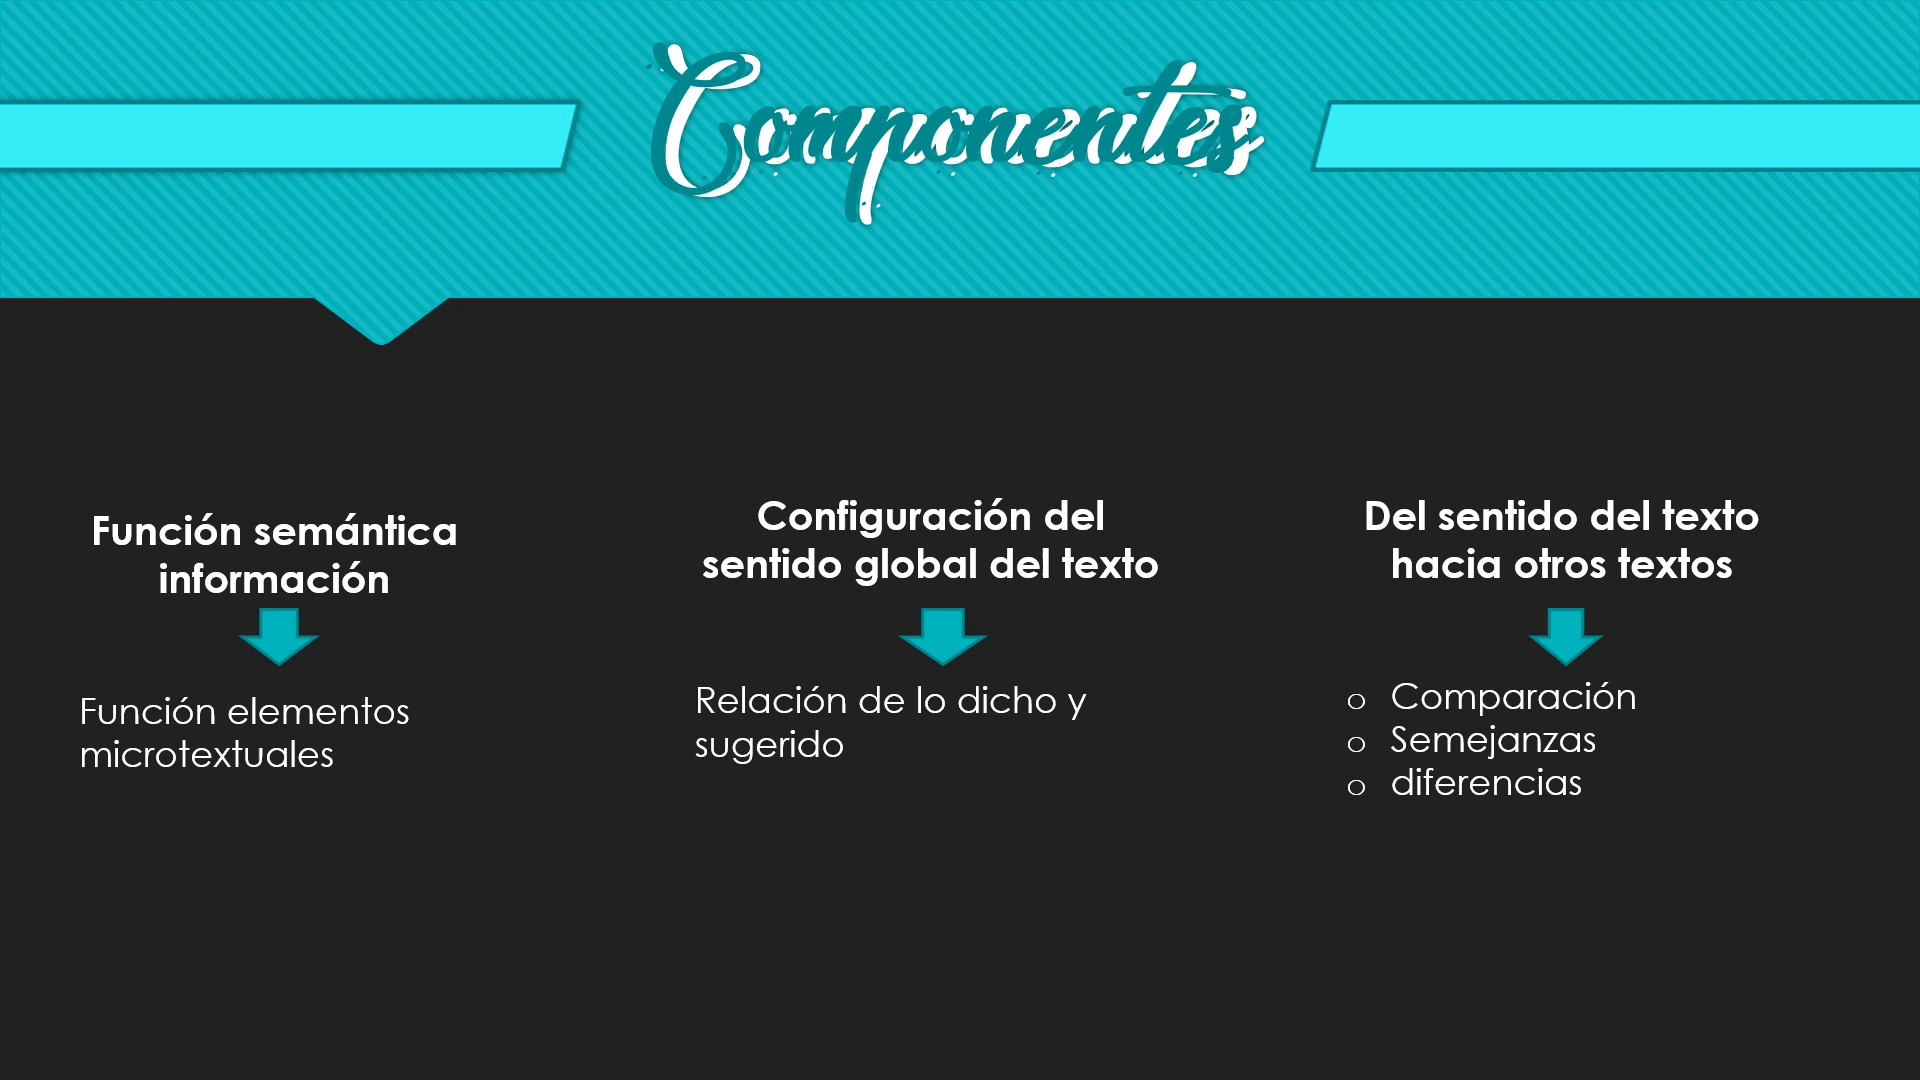 Componentes
Función semántica
información
Función elementos
microtextuales
Configuración del
sentido global del texto
Relación de lo dicho y
sugerido
Del sentido del texto
hacia otros textos
o Comparación
o Semejanzas
o diferencias